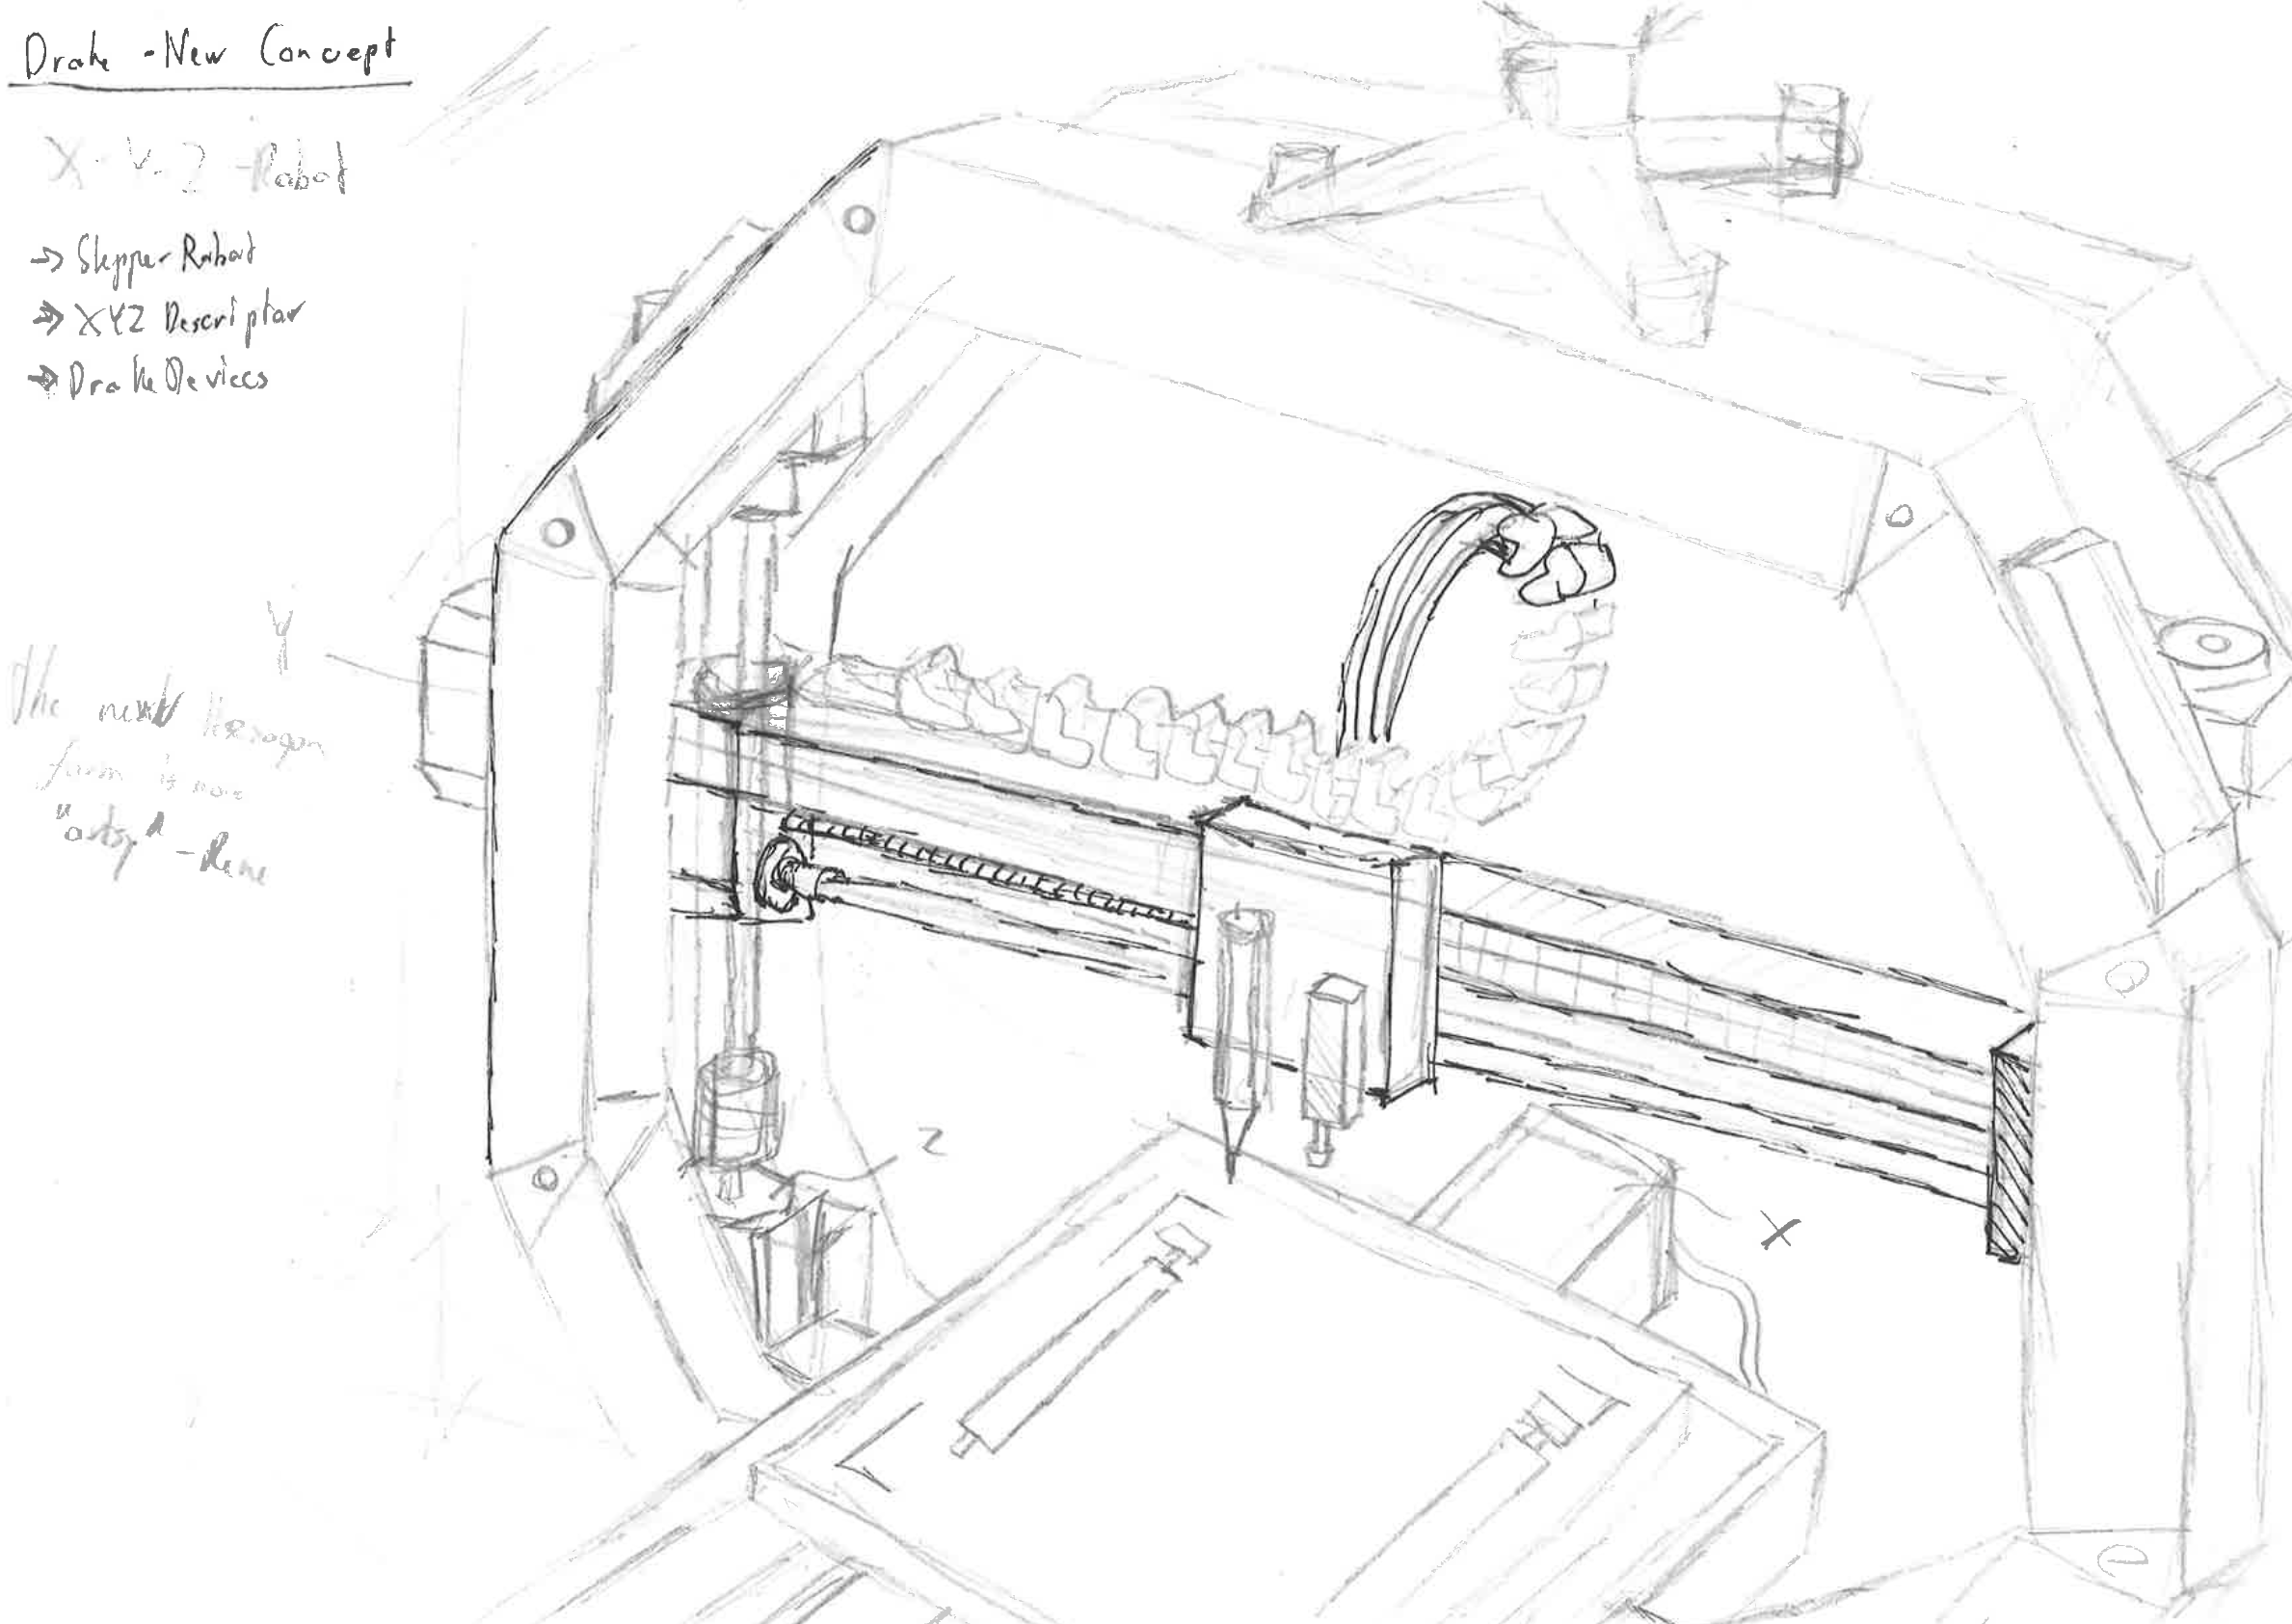 Drake - New Concept
X-Y-Z-Robot
→ Stepper Robot
⇒ XYZ Descriptor
⇒ Drake Devices
Y
The new Hexagon
form is more
"artsy" - Rene
Z
X